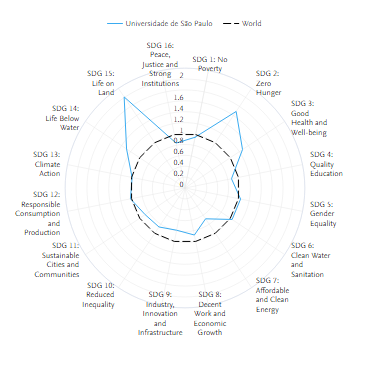 Universidade de São Paulo
World
SDG 16:
Peace,
Justice and
Strong
Institutions
SDG 1: No
Poverty
SDG 2:
Zero
Hunger
SDG 3:
Good
Health and
Well-being
SDG 4:
Quality
Education
SDG 5:
Gender
Equality
SDG 6:
Clean Water
and
Sanitation
SDG 7:
Affordable
and Clean
Energy
SDG 8:
Decent
Work and
Economic
Growth
SDG 9:
Industry,
Innovation
and
Infrastructure
SDG 10:
Reduced
Inequality
SDG 11:
Sustainable
Cities and
Communities
SDG 12:
Responsible
Consumption
and
Production
SDG 13:
Climate
Action
SDG 14:
Life Below
Water
SDG 15:
Life on
Land
2
1.6
1.4
1.2
0.8
0.6
0.4
0.2
0